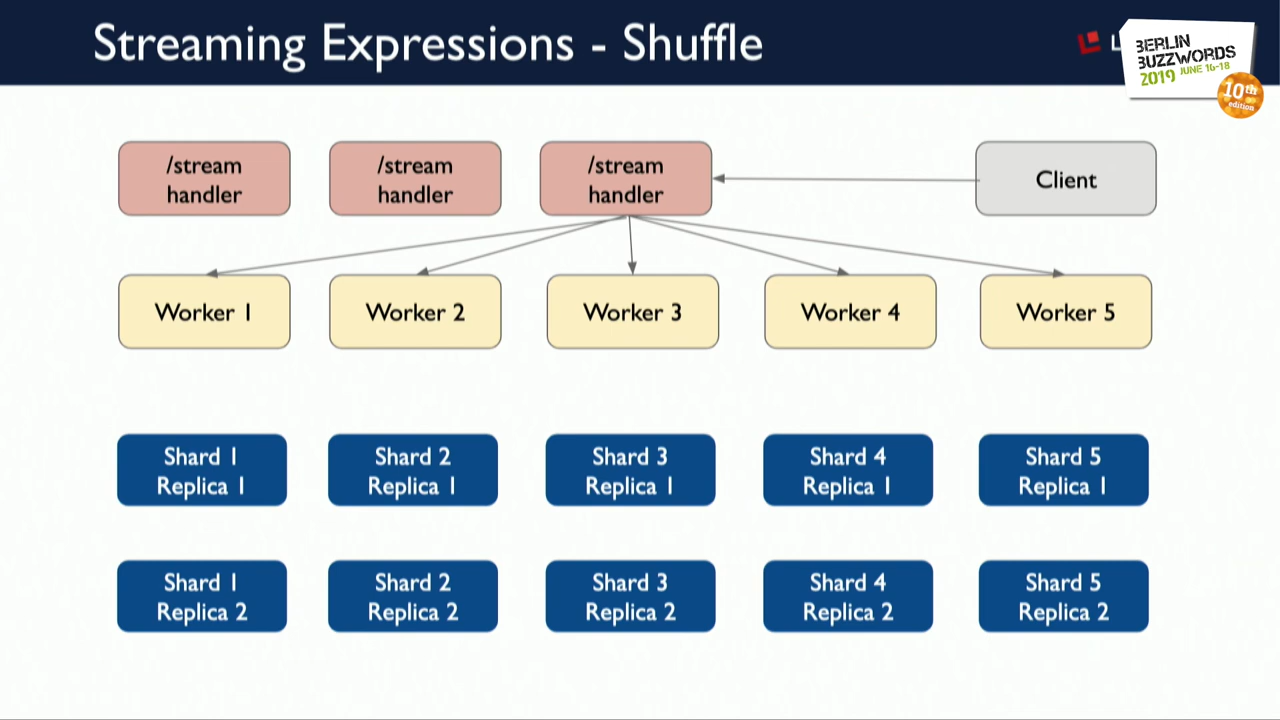 Streaming Expressions - Shuffle
BERLIN
BUZZWORDS
2019 JUNE 16-18
10th
edition
/stream
handler
/stream
handler
/stream
handler
Client
Worker 1
Worker 2
Worker 3
Worker 4
Worker 5
Shard 1
Replica 1
Shard 2
Replica 1
Shard 3
Replica 1
Shard 4
Replica 1
Shard 5
Replica 1
Shard 1
Replica 2
Shard 2
Replica 2
Shard 3
Replica 2
Shard 4
Replica 2
Shard 5
Replica 2